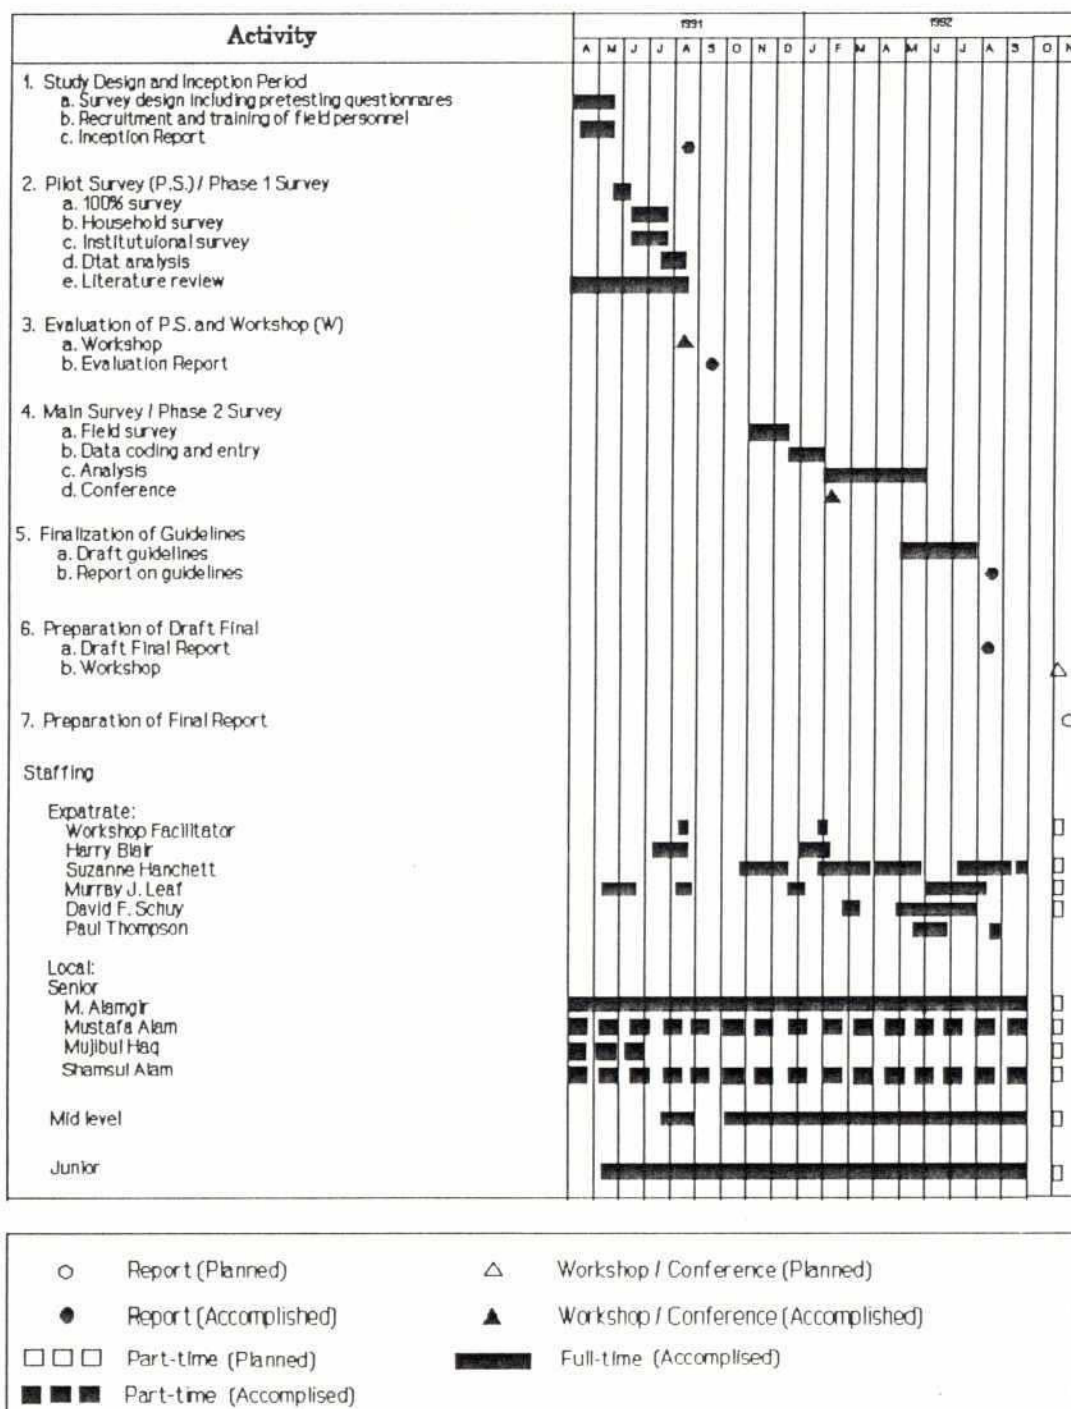 Activity
1991
1992
A M J J A S O N D J F M A M J J A S O N
1. Study Design and Inception Period
a. Survey design including pretesting questionnares
b. Recruitment and training of field personnel
c. Inception Report
2. Pilot Survey (P.S.) / Phase 1 Survey
a. 100% survey
b. Household survey
c. Institutuional survey
d. Dtat analysis
e. Literature review
3. Evaluation of P.S. and Workshop (W)
a. Workshop
b. Evaluation Report
4. Main Survey / Phase 2 Survey
a. Field survey
b. Data coding and entry
c. Analysis
d. Conference
5. Finalization of Guidelines
a. Draft guidelines
b. Report on guidelines
6. Preparation of Draft Final
a. Draft Final Report
b. Workshop
7. Preparation of Final Report
Staffing
Expatrate:
Workshop Facilitator
Harry Blair
Suzanne Hanchett
Murray J. Leaf
David F. Schuy
Paul Thompson
Local:
Senior
M. Alamgir
Mustafa Alam
Mujibul Haq
Shamsul Alam
Mid level
Junior
Report (Planned)
Workshop / Conference (Planned)
Report (Accomplished)
Workshop / Conference (Accomplished)
Part-time (Planned)
Full-time (Accomplised)
Part-time (Accomplised)